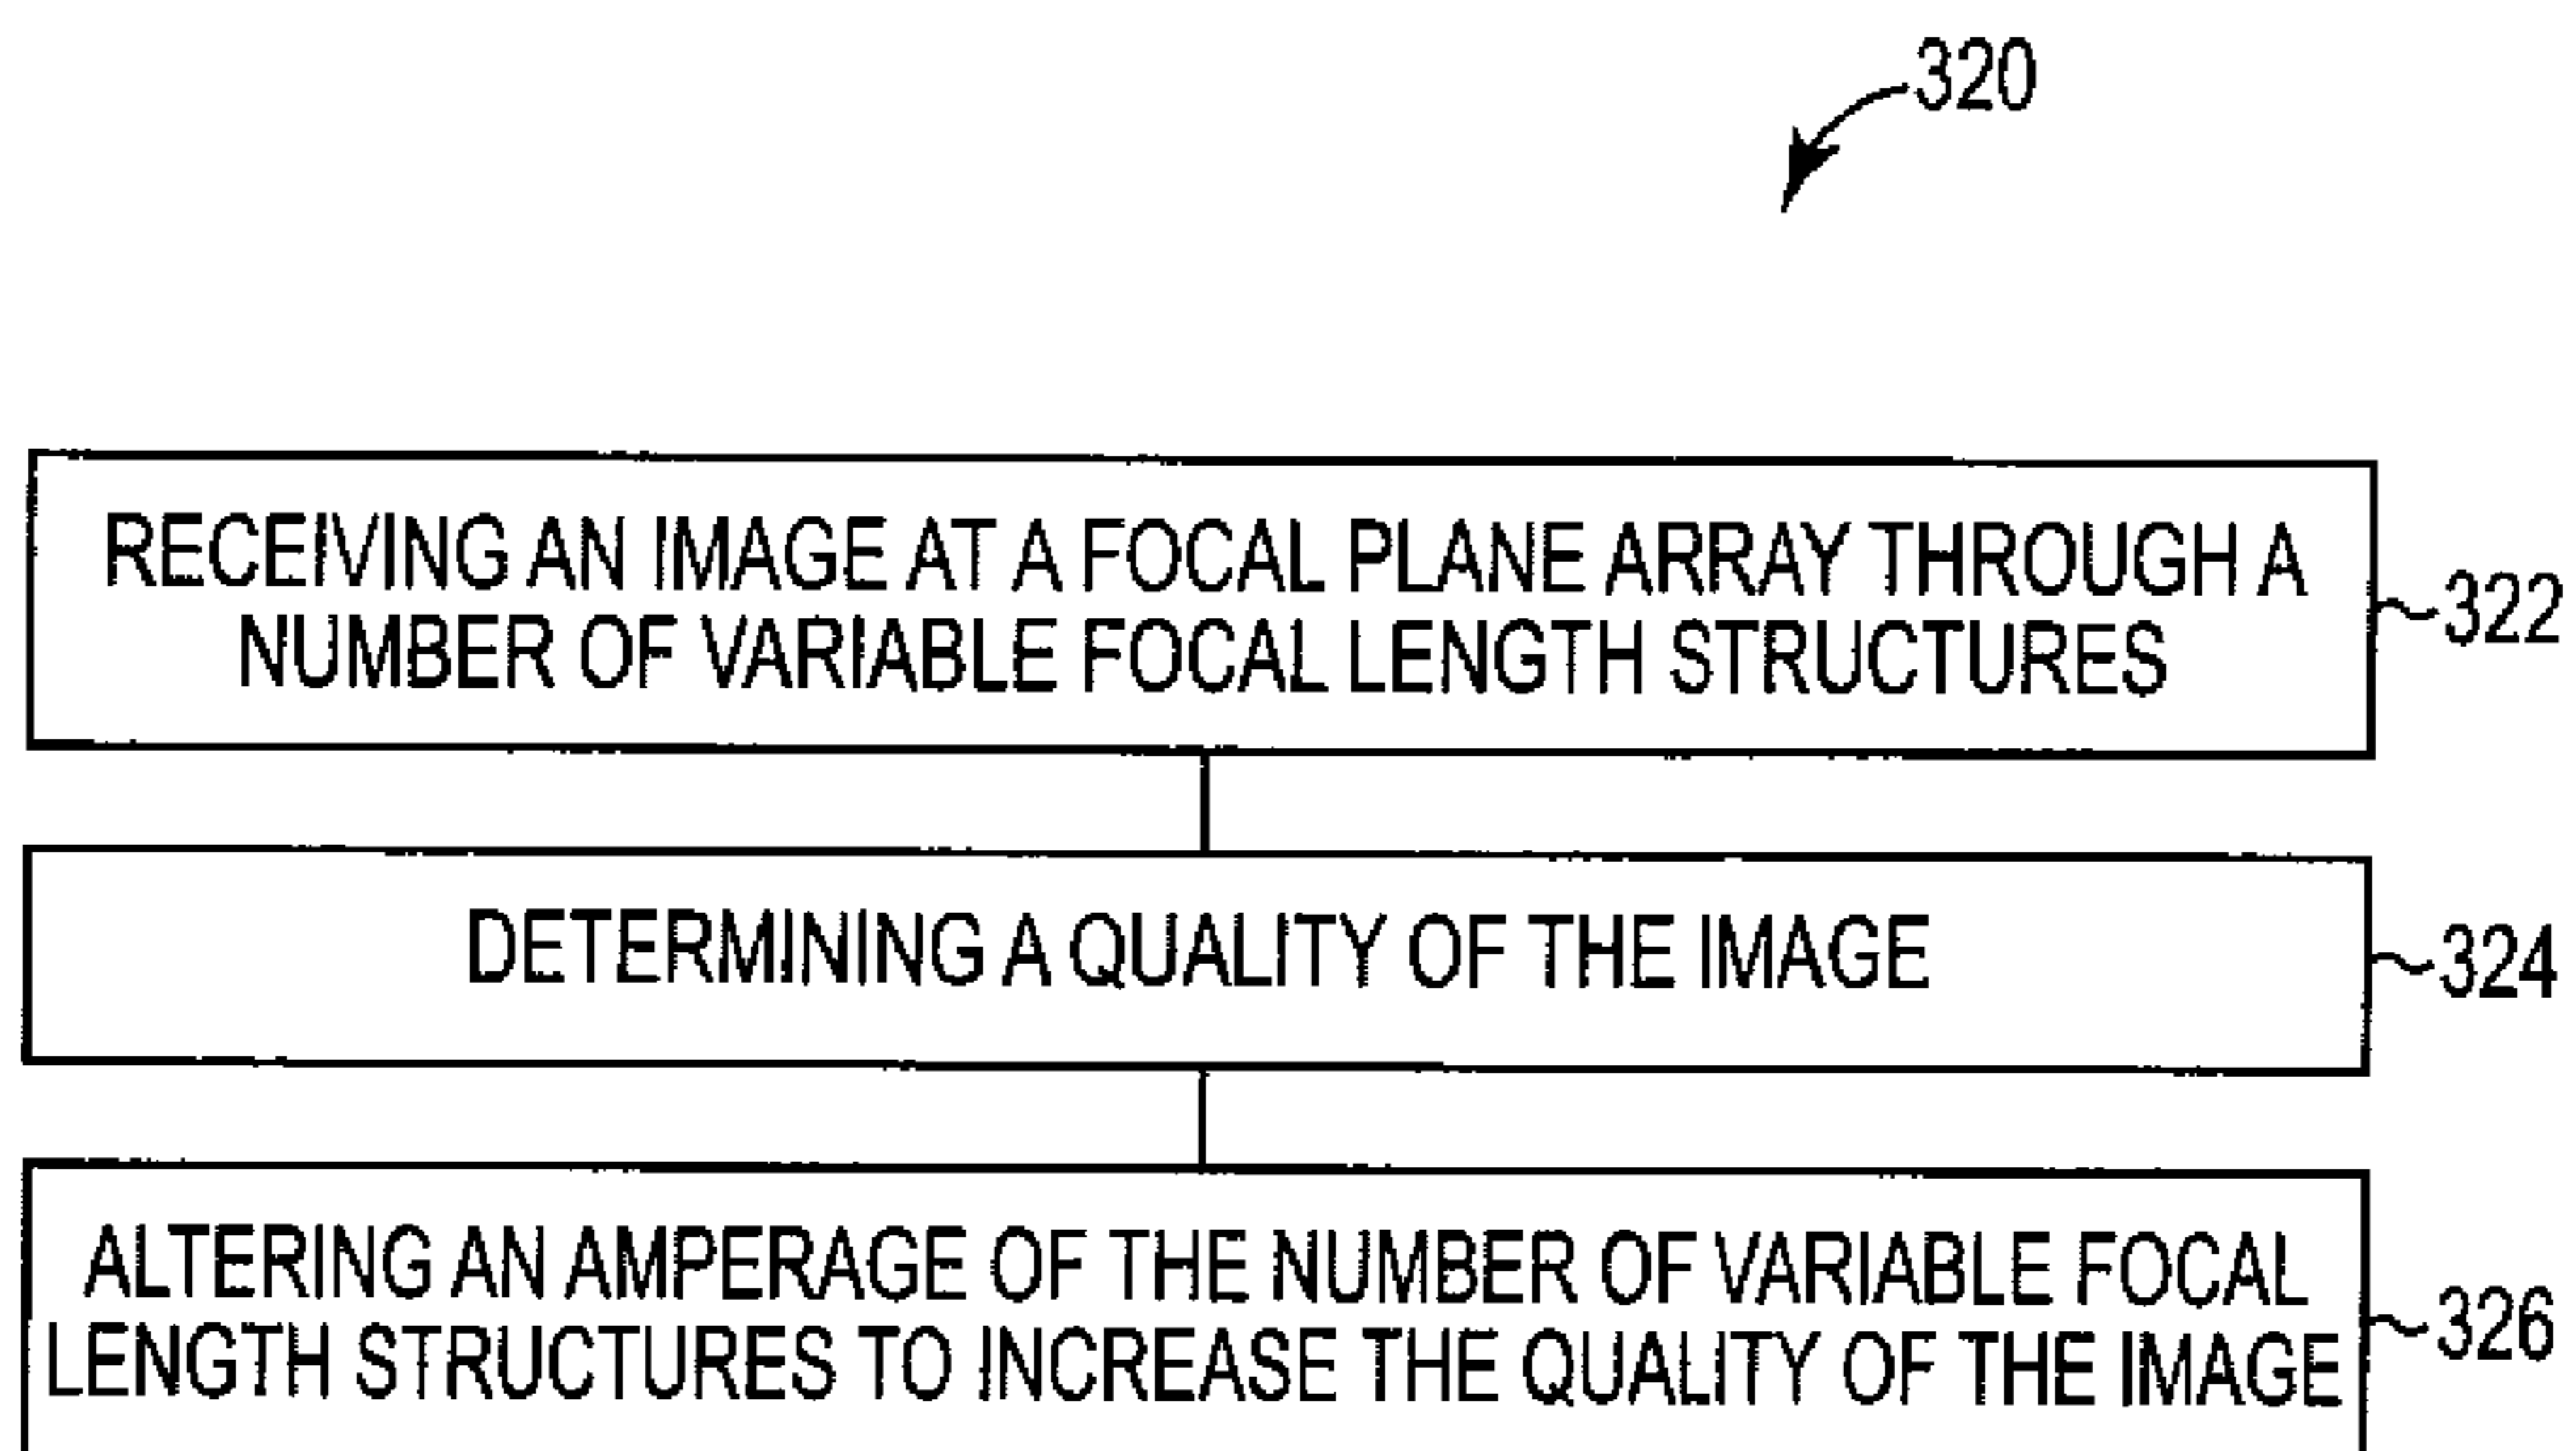 320
RECEIVING AN IMAGE AT A FOCAL PLANE ARRAY THROUGH A
NUMBER OF VARIABLE FOCAL LENGTH STRUCTURES
322
DETERMINING A QUALITY OF THE IMAGE
324
ALTERING AN AMPERAGE OF THE NUMBER OF VARIABLE FOCAL
LENGTH STRUCTURES TO INCREASE THE QUALITY OF THE IMAGE
326